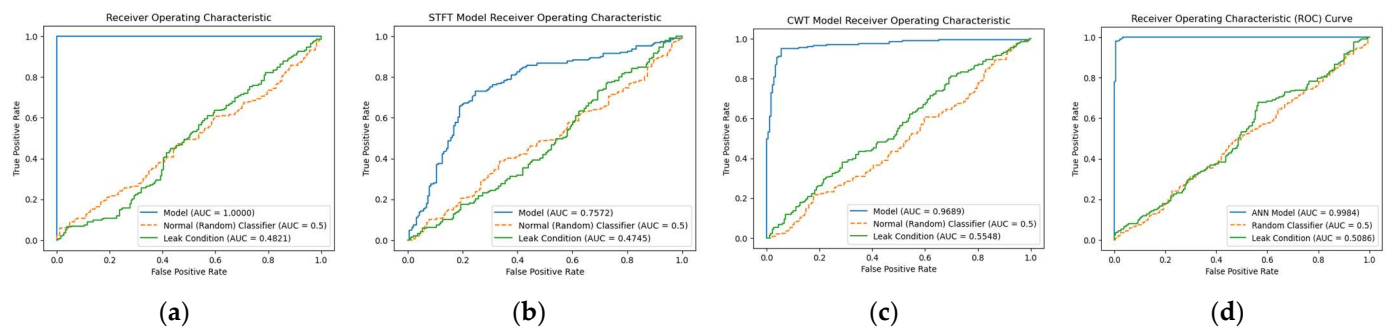 Receiver Operating Characteristic
True Positive Rate
1.0
0.8
0.6
0.4
0.2
0.0
Model (AUC = 1.0000)
Normal (Random) Classifier (AUC = 0.5)
Leak Condition (AUC = 0.4821)
0.0 0.2 0.4 0.6 0.8 1.0
False Positive Rate
(a)
STFT Model Receiver Operating Characteristic
True Positive Rate
1.0
0.8
0.6
0.4
0.2
0.0
Model (AUC = 0.7572)
Normal (Random) Classifier (AUC = 0.5)
Leak Condition (AUC = 0.4745)
0.0 0.2 0.4 0.6 0.8 1.0
False Positive Rate
(b)
CWT Model Receiver Operating Characteristic
True Positive Rate
1.0
0.8
0.6
0.4
0.2
0.0
Model (AUC = 0.9689)
Normal (Random) Classifier (AUC = 0.5)
Leak Condition (AUC = 0.5548)
0.0 0.2 0.4 0.6 0.8 1.0
False Positive Rate
(c)
Receiver Operating Characteristic (ROC) Curve
True Positive Rate
1.0
0.8
0.6
0.4
0.2
0.0
ANN Model (AUC = 0.9984)
Random Classifier (AUC = 0.5)
Leak Condition (AUC = 0.5086)
0.0 0.2 0.4 0.6 0.8 1.0
False Positive Rate
(d)